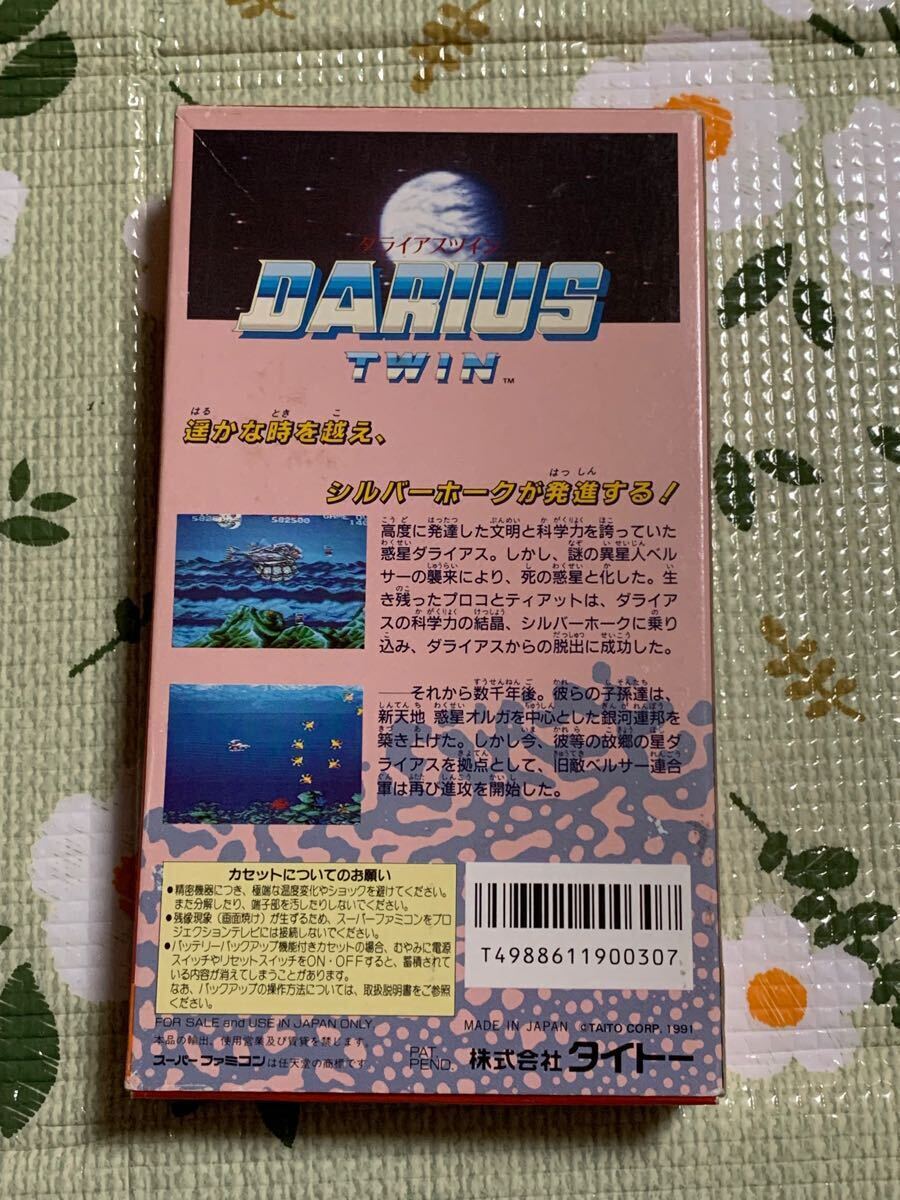 ダライアスツイン
DARIUS
TWIN™
遥かな時を越え、
シルバーホークが発進する!
高度に発達した文明と科学力を誇っていた
惑星ダライアス。しかし、謎の異星人ベル
サーの襲来により、死の惑星と化した。生
き残ったプロコとティアットは、ダライア
スの科学力の結晶、シルバーホークに乗り
込み、ダライアスからの脱出に成功した。
──それから数千年後。彼らの子孫達は、
新天地 惑星オルガを中心とした銀河連邦を
築き上げた。しかし今、彼等の故郷の星ダ
ライアスを拠点として、旧敵ベルサー連合
軍は再び進攻を開始した。
カセットについてのお願い
●精密機器につき、極端な温度変化やショックを避けてください。
また分解したり、端子部を汚したりしないでください。
●残像現象(画面焼け)が生ずるため、スーパーファミコンをプロ
ジェクションテレビには接続しないでください。
●バッテリーバックアップ機能付きカセットの場合、むやみに電源
スイッチやリセットスイッチをON・OFFすると、蓄積されて
いる内容が消えてしまうことがあります。
なお、バックアップの操作方法については、取扱説明書をご参照
ください。
T4988611900307
FOR SALE and USE IN JAPAN ONLY.
本品の輸出、使用営業及び賃貸を禁じます。
スーパーファミコンは任天堂の商標です。
PAT.
PEND.
MADE IN JAPAN ©TAITO CORP. 1991
株式会社タイトー